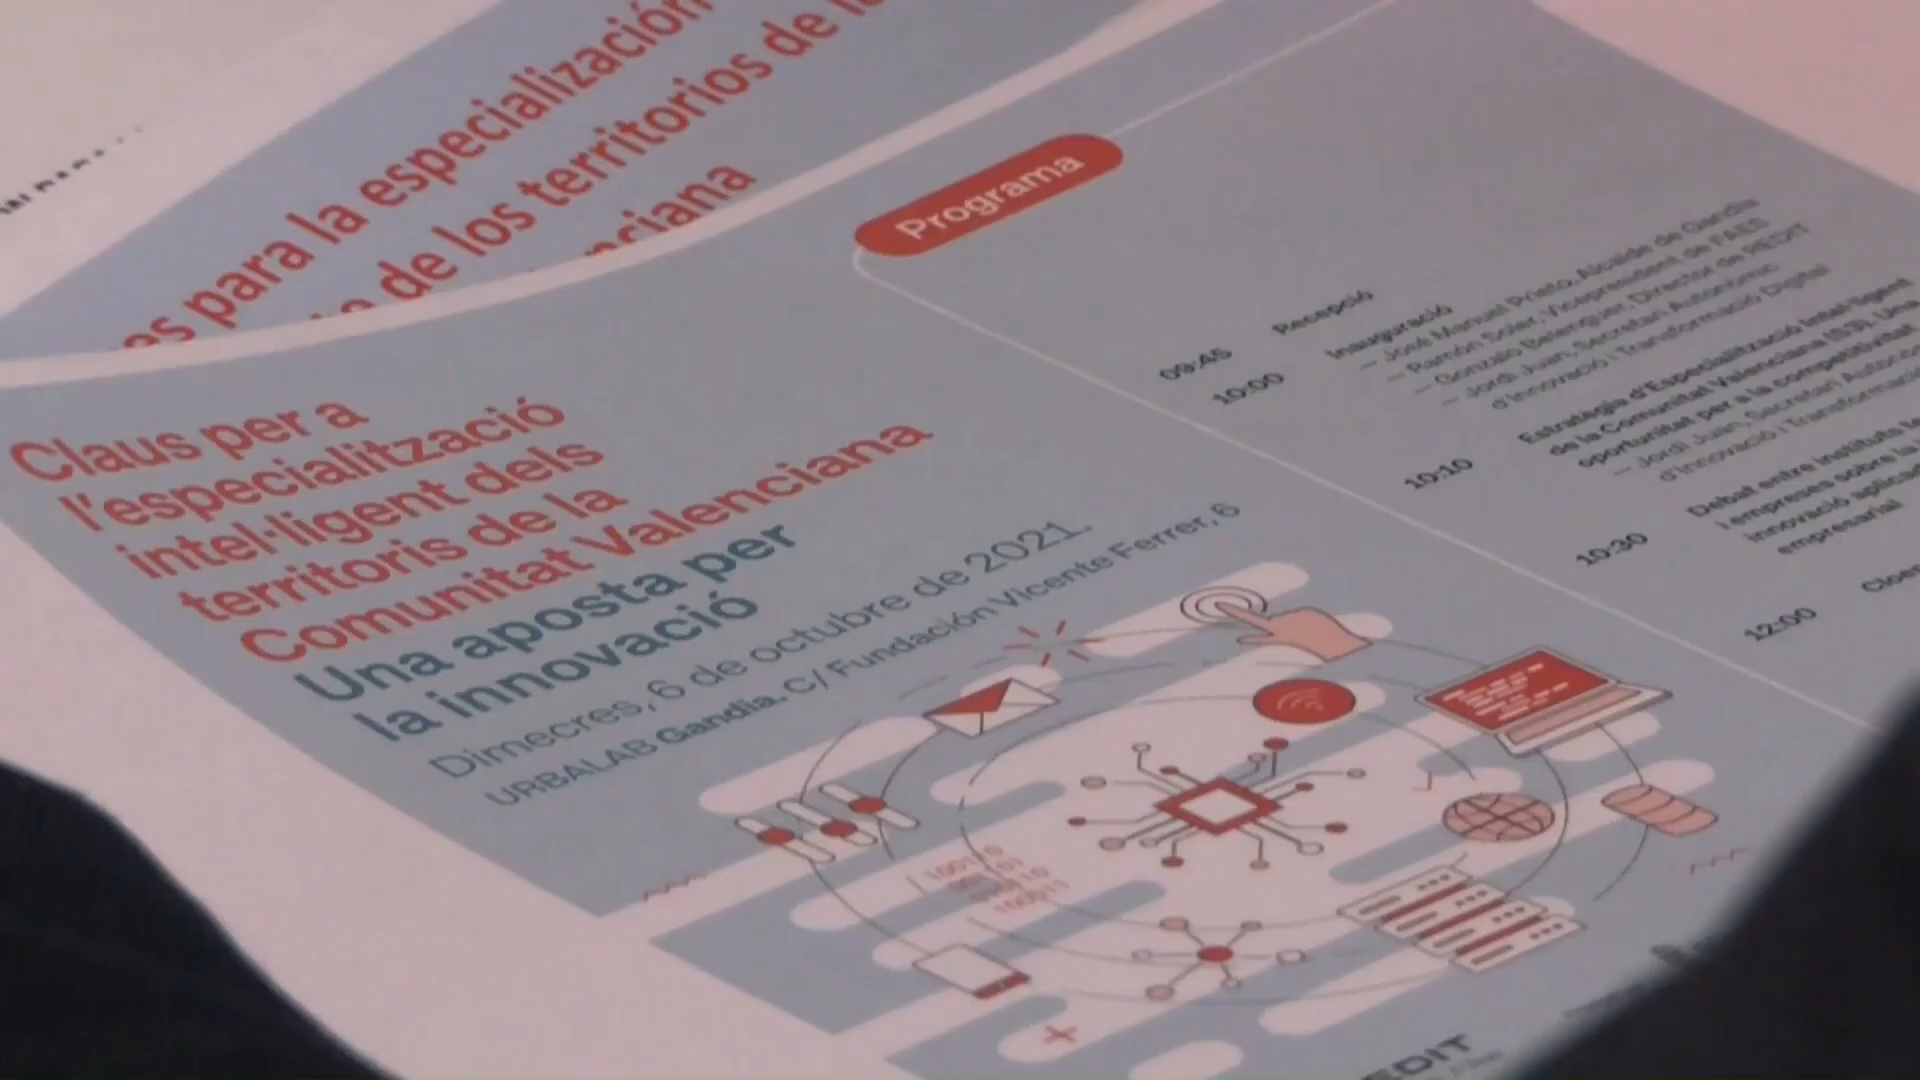 es para la especialización
de los territorios de
nciana
Claus per a
l'especialització
intel·ligent dels
territoris de la
Comunitat Valenciana
Una aposta per
la innovació
Dimecres, 6 de octubre de 2021.
URBALAB Gandia. C/ Fundación Vicente Ferrer, 6
Programa
09:45 Recepció
10:00 Inauguració
— José Manuel Prieto. Alcalde de Gandia
— Ramón Soler, Vicepresident de FAES
— Gonzalo Belenguer, Director de REDIT
— Jordi Juan, Secretari Autonòmic
d'Innovació i Transformació Digital
10:10 Estratègia d'Especialització Intel·ligent
de la Comunitat Valenciana (S3). Una
oportunitat per a la competitivitat
— Jordi Juan, Secretari Autonòmic
d'Innovació i Transformació
10:30 Debat entre instituts
i empreses sobre la
innovació
empresarial
12:00
EDIT